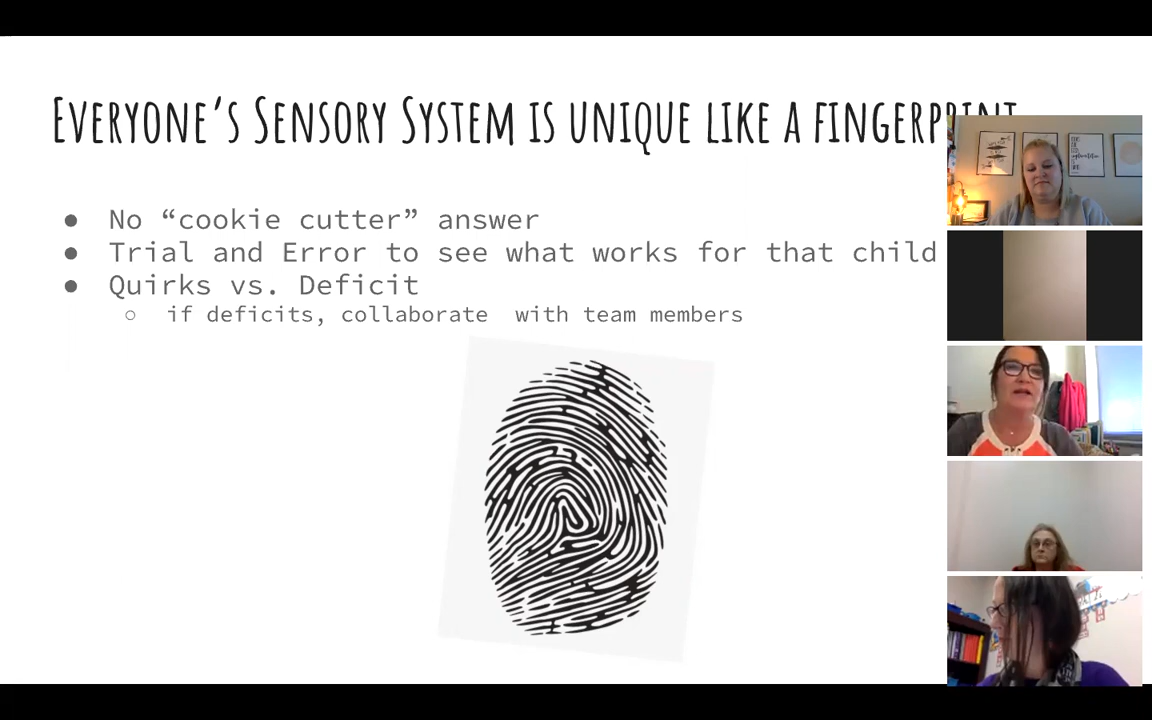 Everyone's Sensory System is unique like a fingerprint
No “cookie cutter” answer
Trial and Error to see what works for that child
Quirks vs. Deficit
if deficits, collaborate with team members